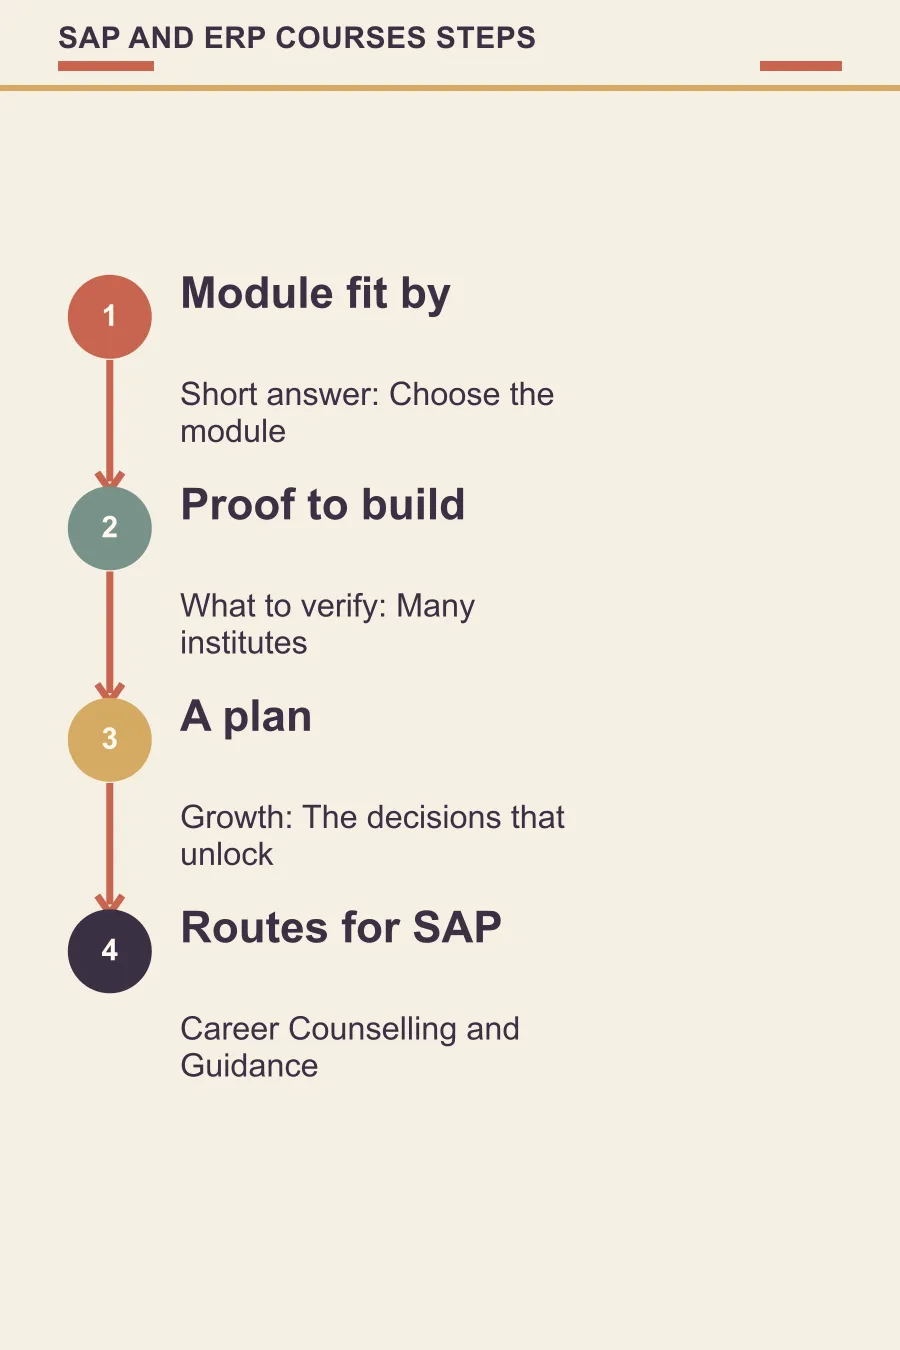 SAP AND ERP COURSES STEPS
1
Module fit by
Short answer: Choose the
module
2
Proof to build
What to verify: Many
institutes
3
A plan
Growth: The decisions that
unlock
4
Routes for SAP
Career Counselling and
Guidance